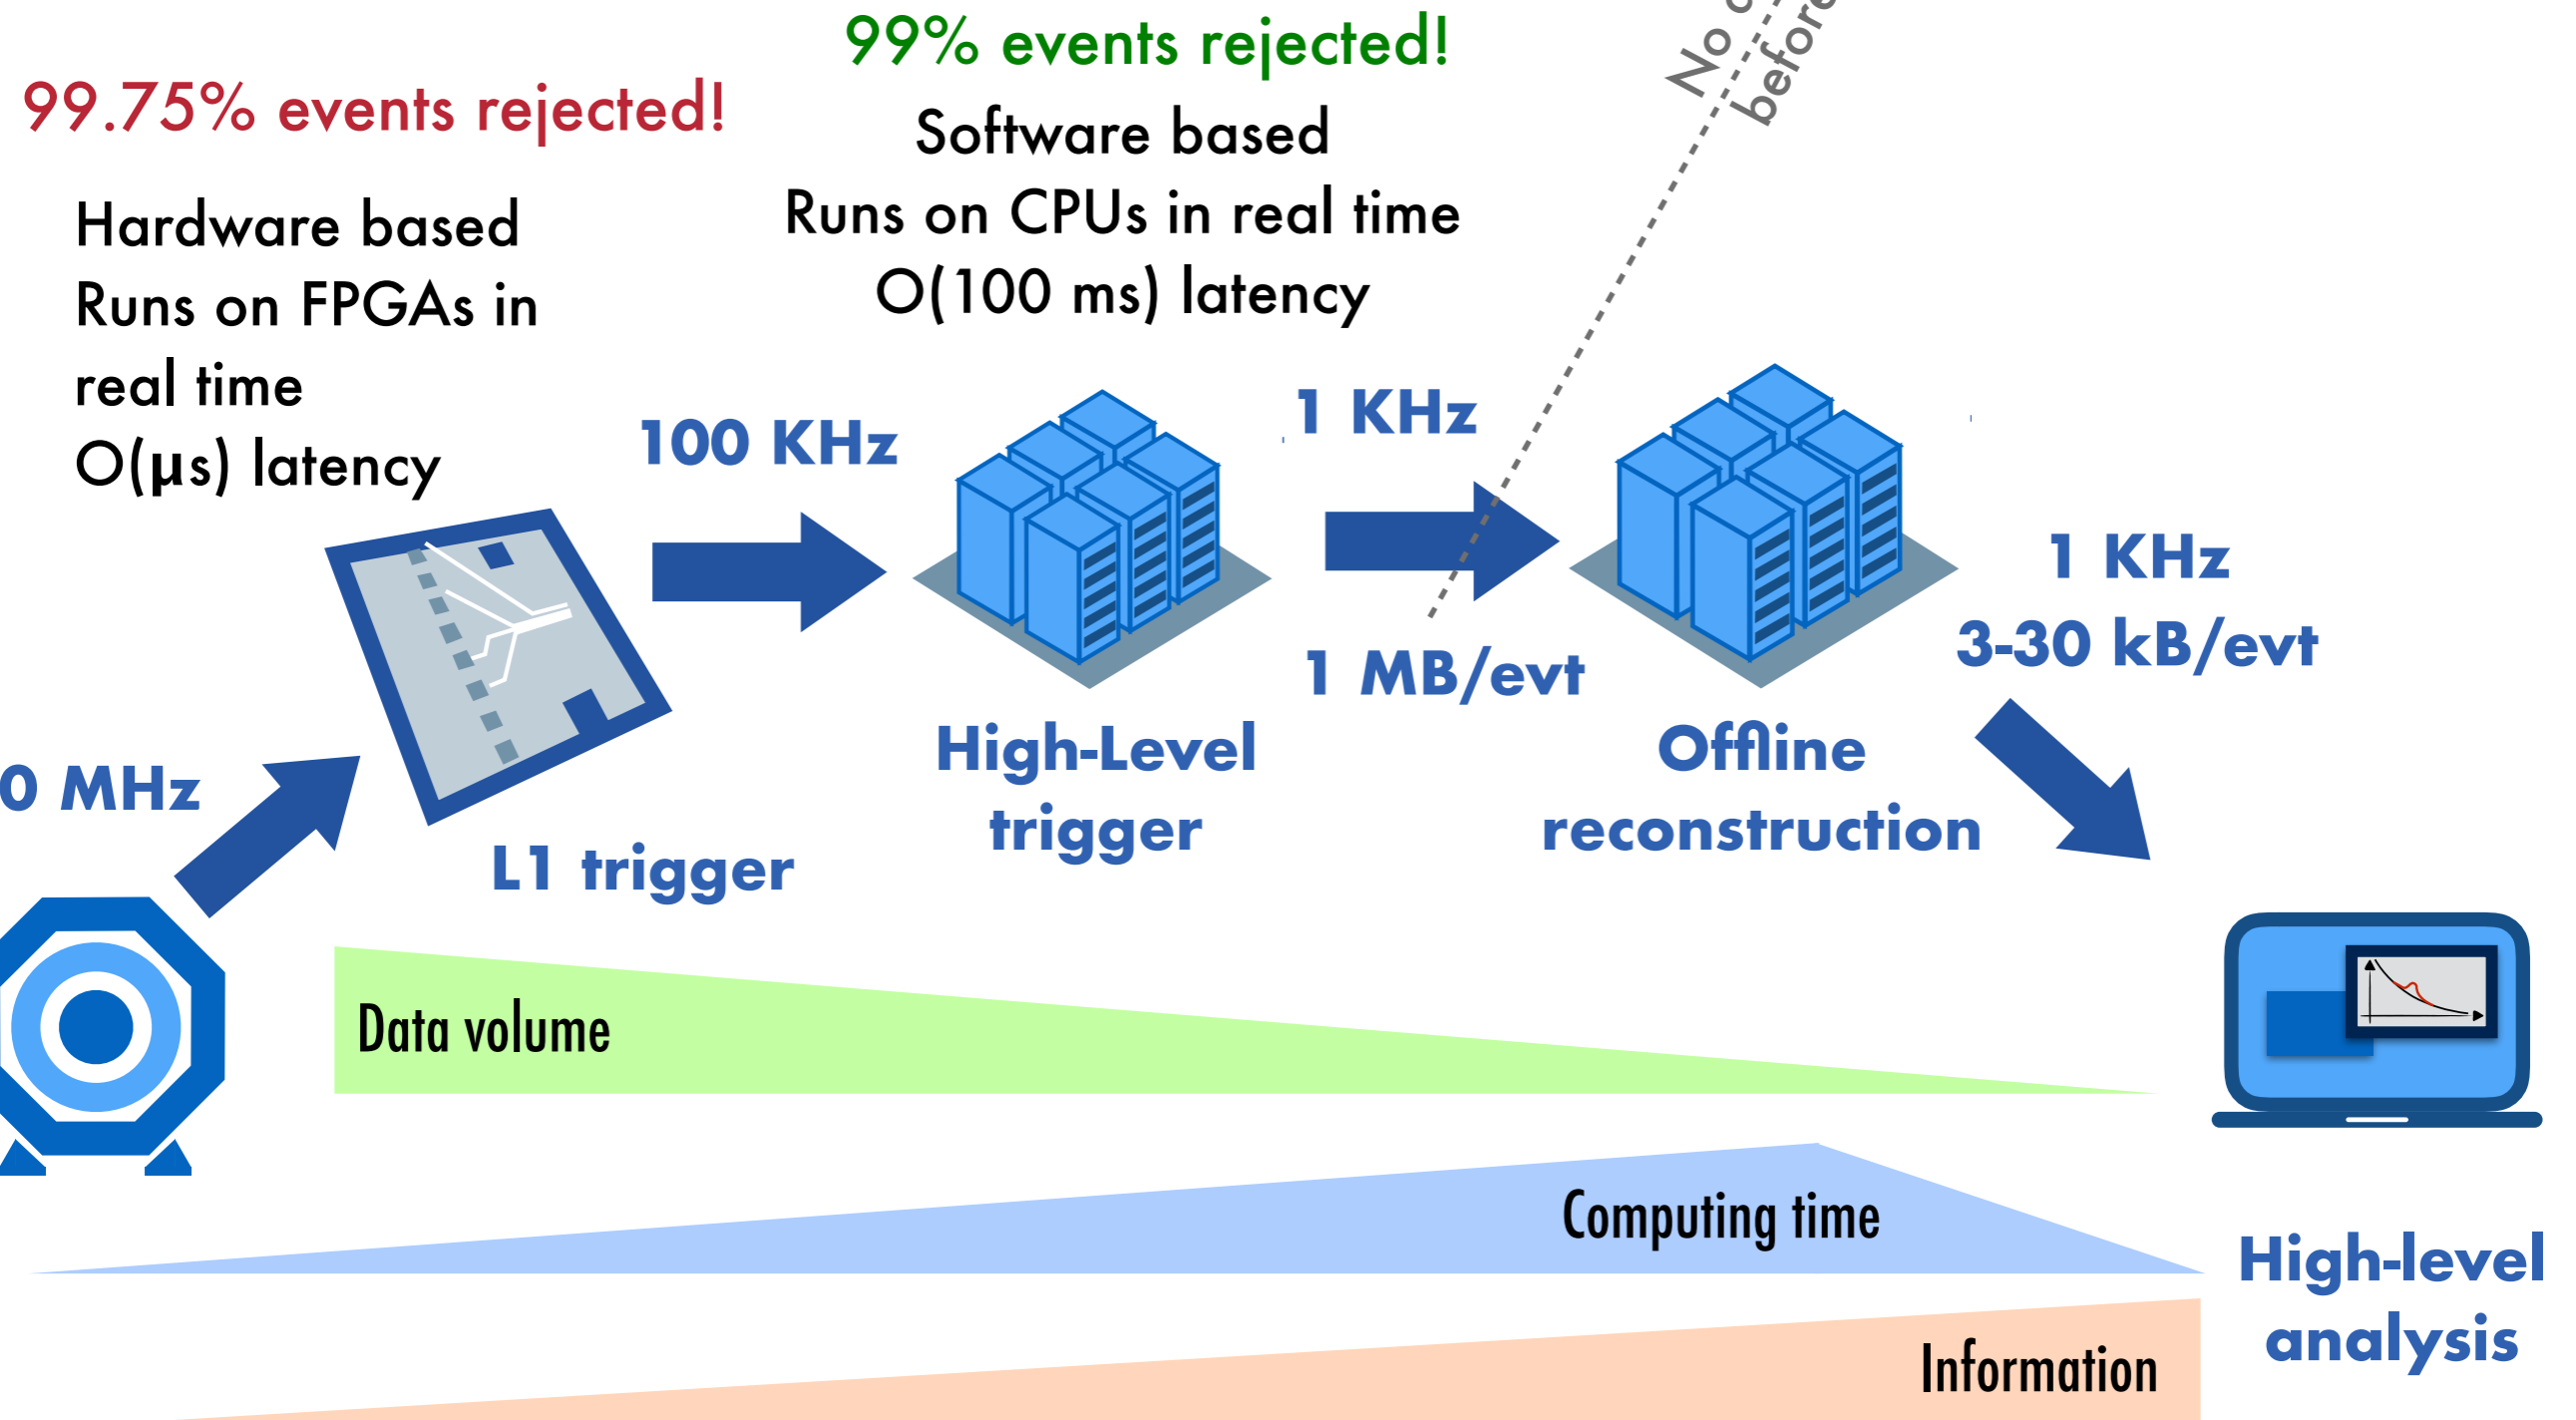 99% events rejected!
99.75% events rejected!
Software based
Runs on CPUs in real time
O(100 ms) latency
Hardware based
Runs on FPGAs in
real time
O(μs) latency
No
before
100 KHz
1 KHz
1 KHz
3-30 kB/evt
1 MB/evt
High-Level
trigger
Offline
reconstruction
0 MHz
L1 trigger
Data volume
Computing time
High-level
analysis
Information